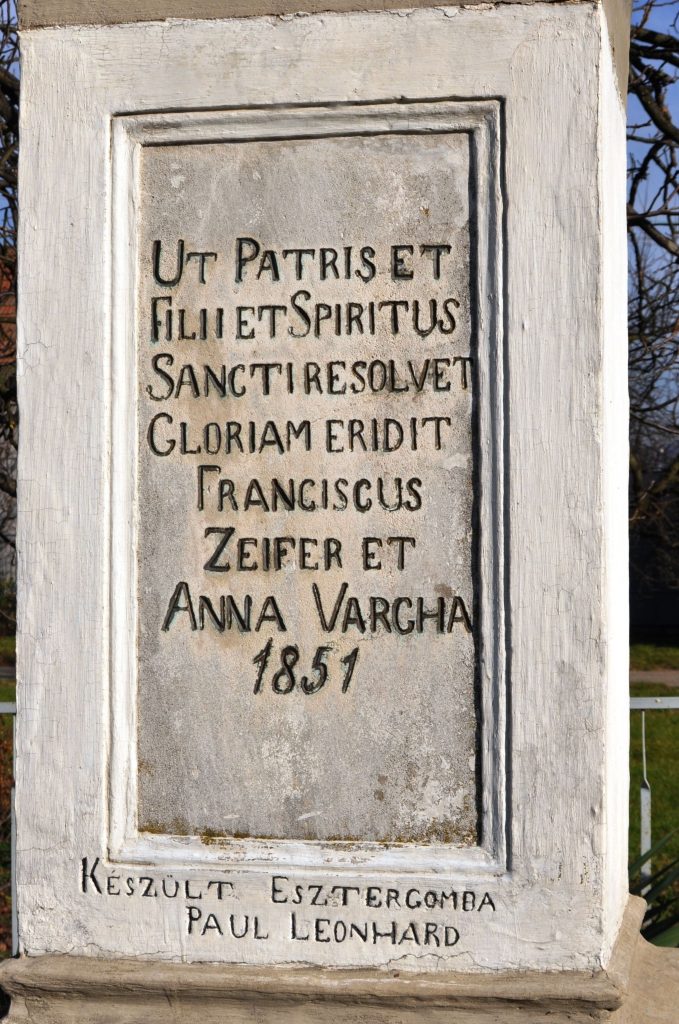 UT PATRIS ET
FILII ET SPIRITUS
SANCTI RESOLVET
GLORIAM ERIDIT
FRANCISCUS
ZEIFER ET
ANNA VARGHA
1851
KÉSZÜLT ESZTERGOMBA
PAUL LEONHARD